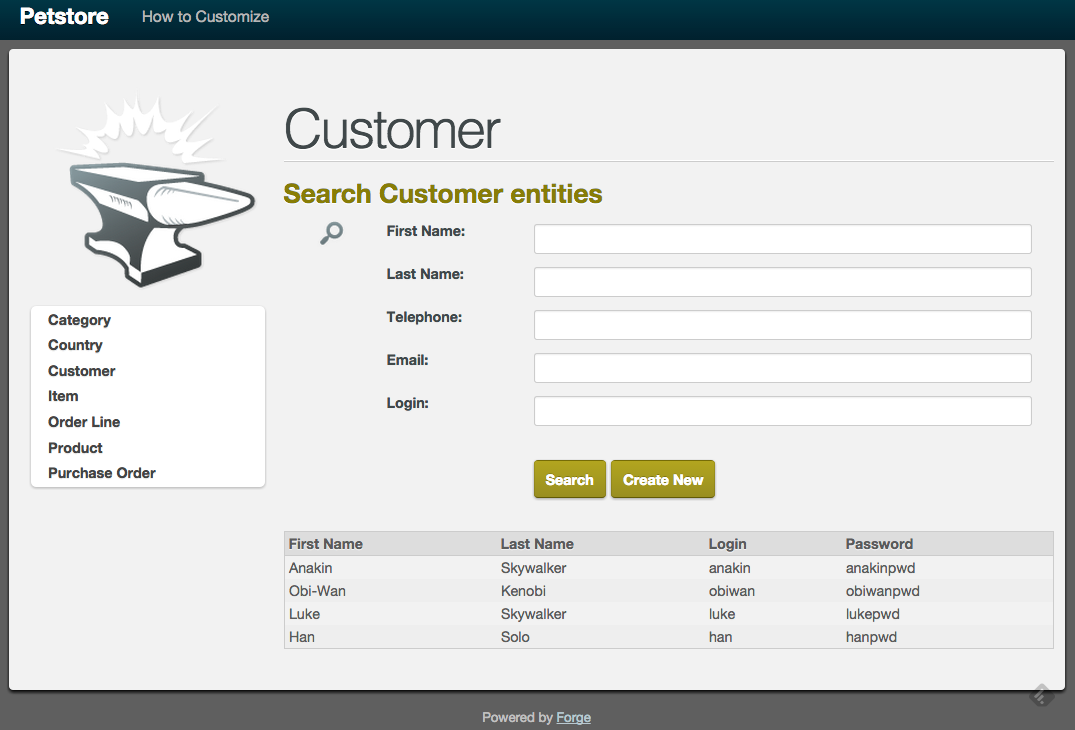 Petstore How to Customize
Customer
Search Customer entities
First Name:
Last Name:
Telephone:
Email:
Login:
Search Create New
Category
Country
Customer
Item
Order Line
Product
Purchase Order
First Name Last Name Login Password
Anakin Skywalker anakin anakinpwd
Obi-Wan Kenobi obiwan obiwanpwd
Luke Skywalker luke lukepwd
Han Solo han hanpwd
Powered by Forge